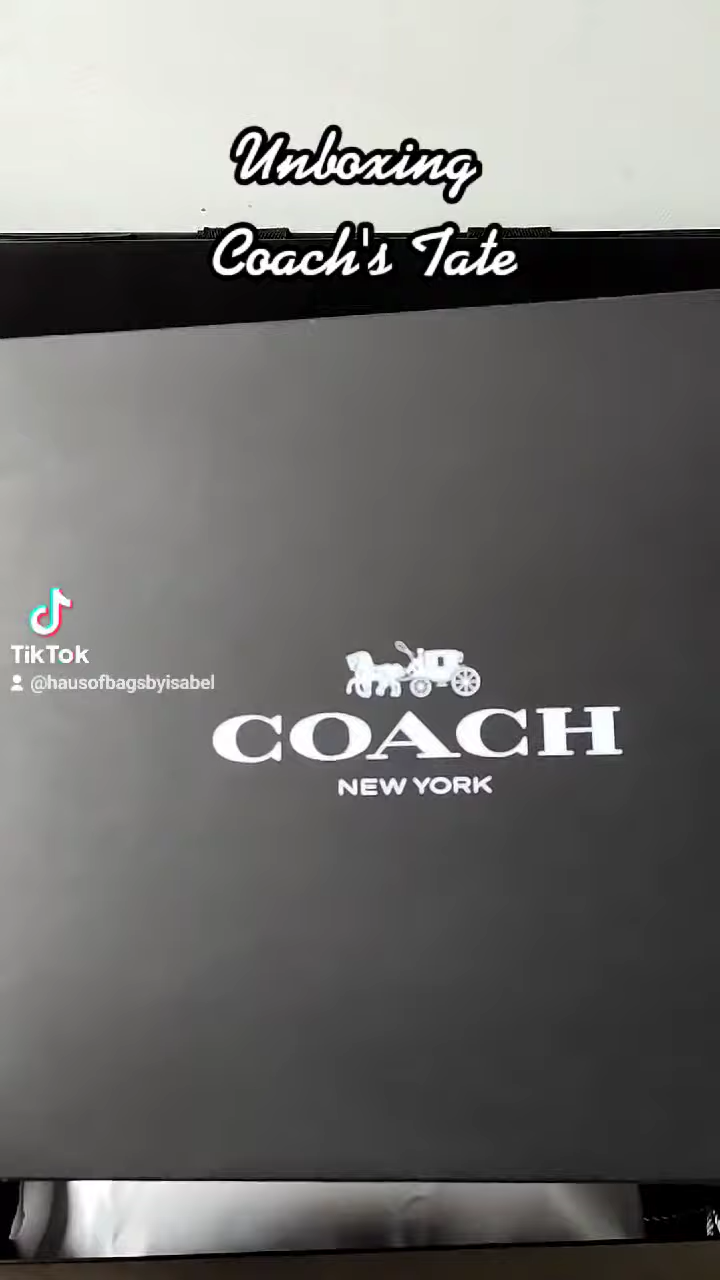 Unboxing
Coach's Tate
TikTok
@hausofbagsbyisabel
COACH
NEW YORK